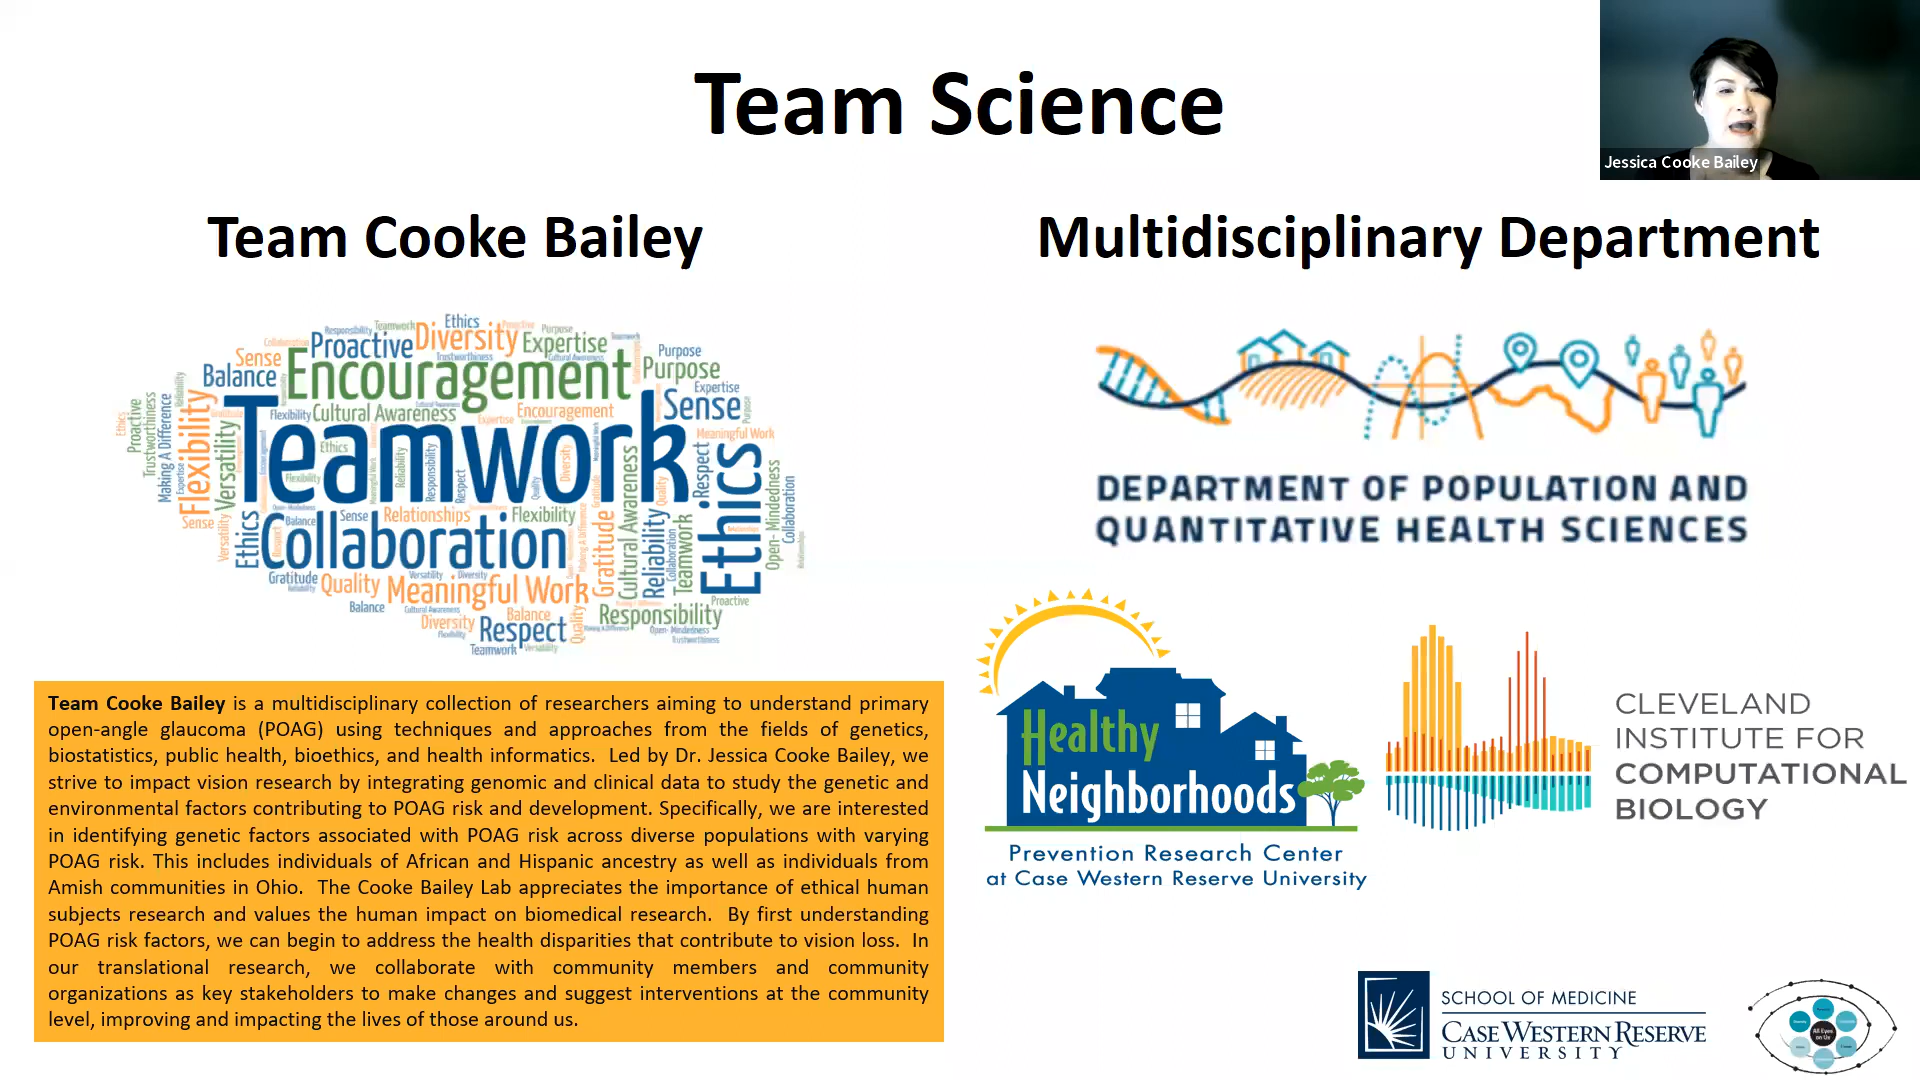 Team Science
Jessica Cooke Bailey
Team Cooke Bailey
Ethics
Responsibility
Teamwork
Proactive
Purpose
Proactive
Diversity
Expertise
Sense
Balance
Encouragement
Purpose
Purpose
Trustworthiness
Cultural Awareness
Expertise
Sense
Flexibility
Cultural Awareness
Expertise
Encouragement
Teamwork
Meaningful Work
Ethics
Proactive
Trustworthiness
Making A Difference
Flexibility
Versatility
Reliability
Responsibility
Respect
Diversity
Quality
Cultural Awareness
Respect
Ethics
Open- Mindedness
Collaboration
Sense
Versatility
Ethics
Balance
Sense
Relationships
Flexibility
Collaboration
Gratitude
Reliability
Teamwork
Collaboration
Gratitude
Quality
Meaningful Work
Versatility
Diversity
Balance
Cultural Awareness
Balance
Diversity
Respect
Quality
Responsibility
Proactive
Flexibility
Open- Mindedness
Trustworthiness
Teamwork
Versatility
Team Cooke Bailey is a multidisciplinary collection of researchers aiming to understand primary
open-angle glaucoma (POAG) using techniques and approaches from the fields of genetics,
biostatistics, public health, bioethics, and health informatics. Led by Dr. Jessica Cooke Bailey, we
strive to impact vision research by integrating genomic and clinical data to study the genetic and
environmental factors contributing to POAG risk and development. Specifically, we are interested
in identifying genetic factors associated with POAG risk across diverse populations with varying
POAG risk. This includes individuals of African and Hispanic ancestry as well as individuals from
Amish communities in Ohio. The Cooke Bailey Lab appreciates the importance of ethical human
subjects research and values the human impact on biomedical research. By first understanding
POAG risk factors, we can begin to address the health disparities that contribute to vision loss. In
our translational research, we collaborate with community members and community
organizations as key stakeholders to make changes and suggest interventions at the community
level, improving and impacting the lives of those around us.
Multidisciplinary Department
DEPARTMENT OF POPULATION AND
QUANTITATIVE HEALTH SCIENCES
Healthy
Neighborhoods
Prevention Research Center
at Case Western Reserve University
CLEVELAND
INSTITUTE FOR
COMPUTATIONAL
BIOLOGY
SCHOOL OF MEDICINE
CASE WESTERN RESERVE
UNIVERSITY
All Eyes
on Us